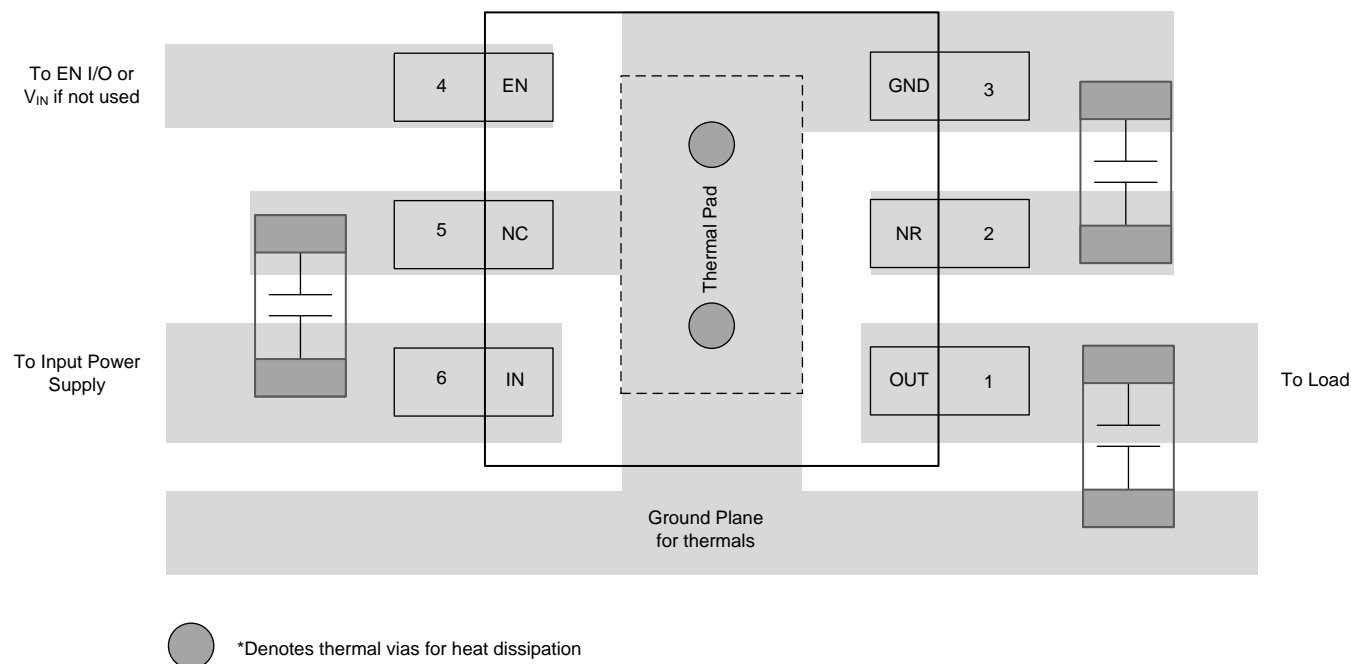 To EN I/O or
V_IN if not used
4 EN
GND 3
5 NC
Thermal Pad
NR 2
To Input Power
Supply
6 IN
OUT 1
To Load
Ground Plane
for thermals
*Denotes thermal vias for heat dissipation